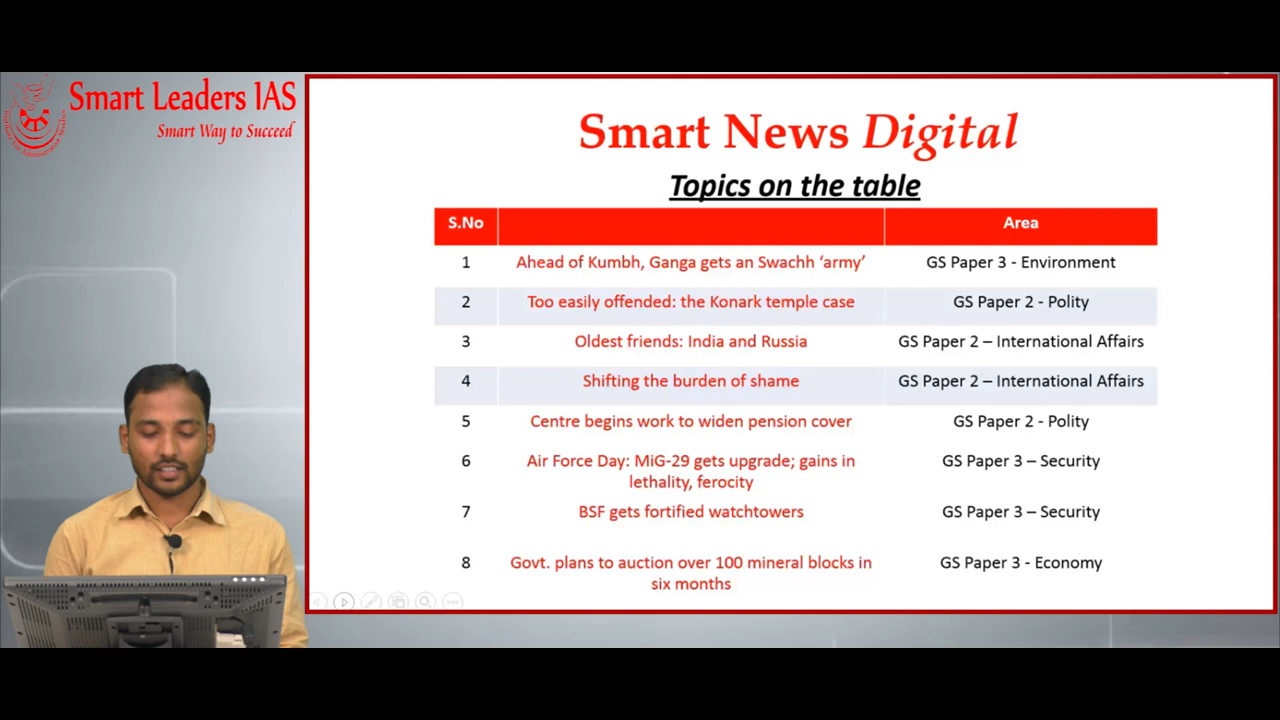 Smart Leaders IAS
Smart Way to Succeed
Smart News Digital
Topics on the table
S.No Area
1 Ahead of Kumbh, Ganga gets an Swachh ‘army’ GS Paper 3 - Environment
2 Too easily offended: the Konark temple case GS Paper 2 - Polity
3 Oldest friends: India and Russia GS Paper 2 – International Affairs
4 Shifting the burden of shame GS Paper 2 – International Affairs
5 Centre begins work to widen pension cover GS Paper 2 - Polity
6 Air Force Day: MiG-29 gets upgrade; gains in GS Paper 3 – Security
lethality, ferocity
7 BSF gets fortified watchtowers GS Paper 3 – Security
8 Govt. plans to auction over 100 mineral blocks in GS Paper 3 - Economy
six months